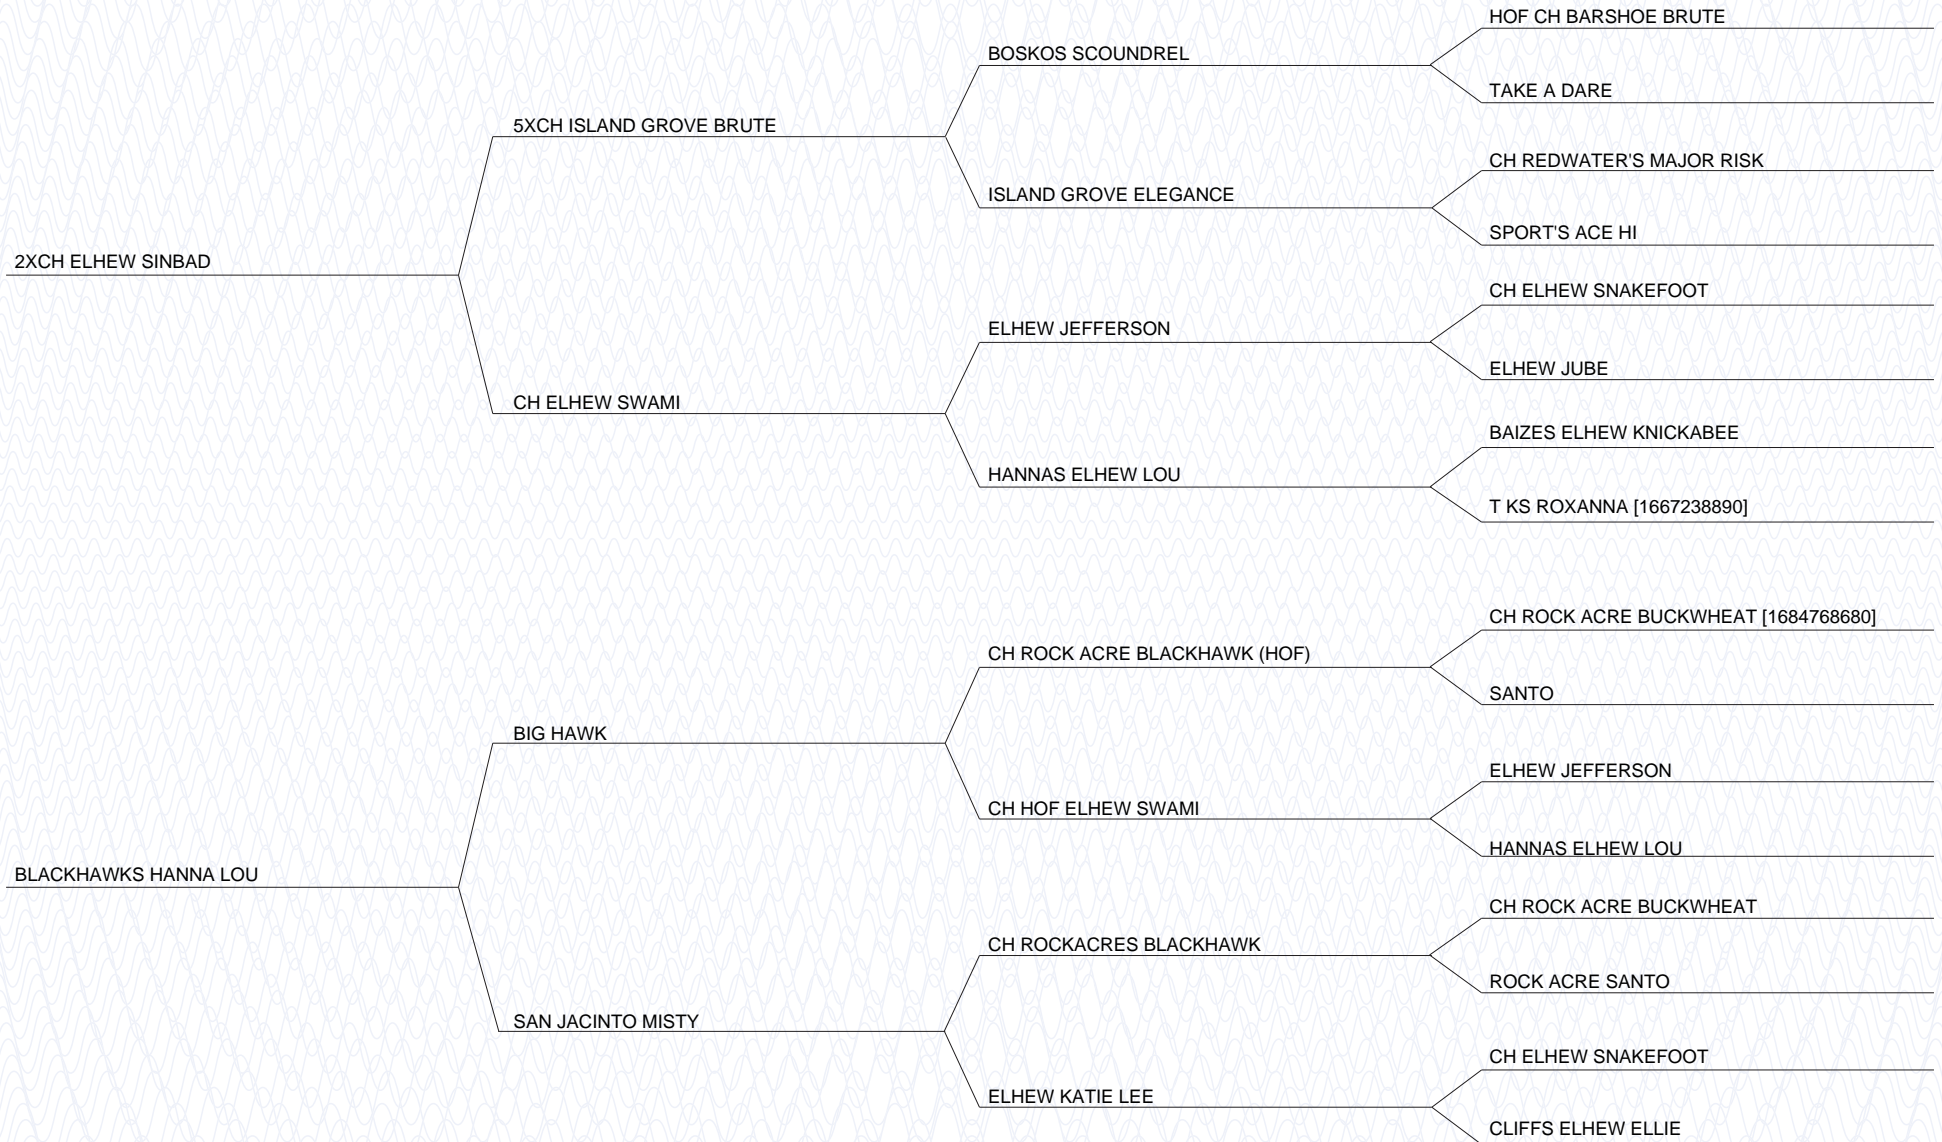 HOF CH BARSHOE BRUTE
BOSKOS SCOUNDREL
TAKE A DARE
5XCH ISLAND GROVE BRUTE
CH REDWATER'S MAJOR RISK
ISLAND GROVE ELEGANCE
SPORT'S ACE HI
2XCH ELHEW SINBAD
CH ELHEW SNAKEFOOT
ELHEW JEFFERSON
ELHEW JUBE
CH ELHEW SWAMI
BAIZES ELHEW KNICKABEE
HANNAS ELHEW LOU
T KS ROXANNA [1667238890]
CH ROCK ACRE BUCKWHEAT [1684768680]
CH ROCK ACRE BLACKHAWK (HOF)
SANTO
BIG HAWK
ELHEW JEFFERSON
CH HOF ELHEW SWAMI
HANNAS ELHEW LOU
BLACKHAWKS HANNA LOU
CH ROCK ACRE BUCKWHEAT
CH ROCKACRES BLACKHAWK
ROCK ACRE SANTO
SAN JACINTO MISTY
CH ELHEW SNAKEFOOT
ELHEW KATIE LEE
CLIFFS ELHEW ELLIE